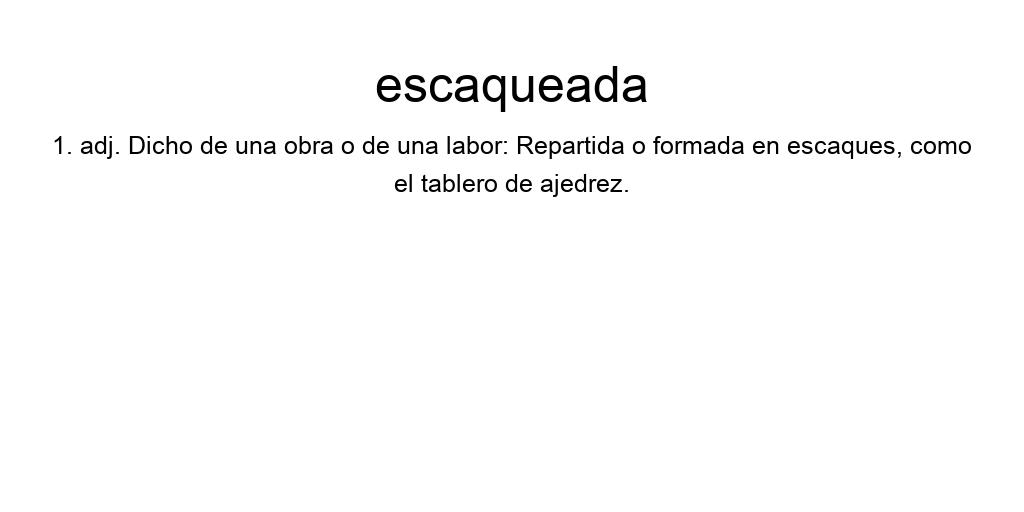 escaqueada
1. adj. Dicho de una obra o de una labor: Repartida o formada en escaques, como
el tablero de ajedrez.